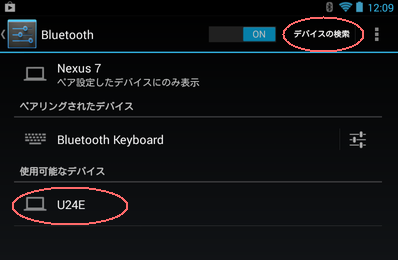 12:09
Bluetooth
ON
デバイスの検索
Nexus 7
ペア設定したデバイスにのみ表示
ペアリングされたデバイス
Bluetooth Keyboard
使用可能なデバイス
U24E